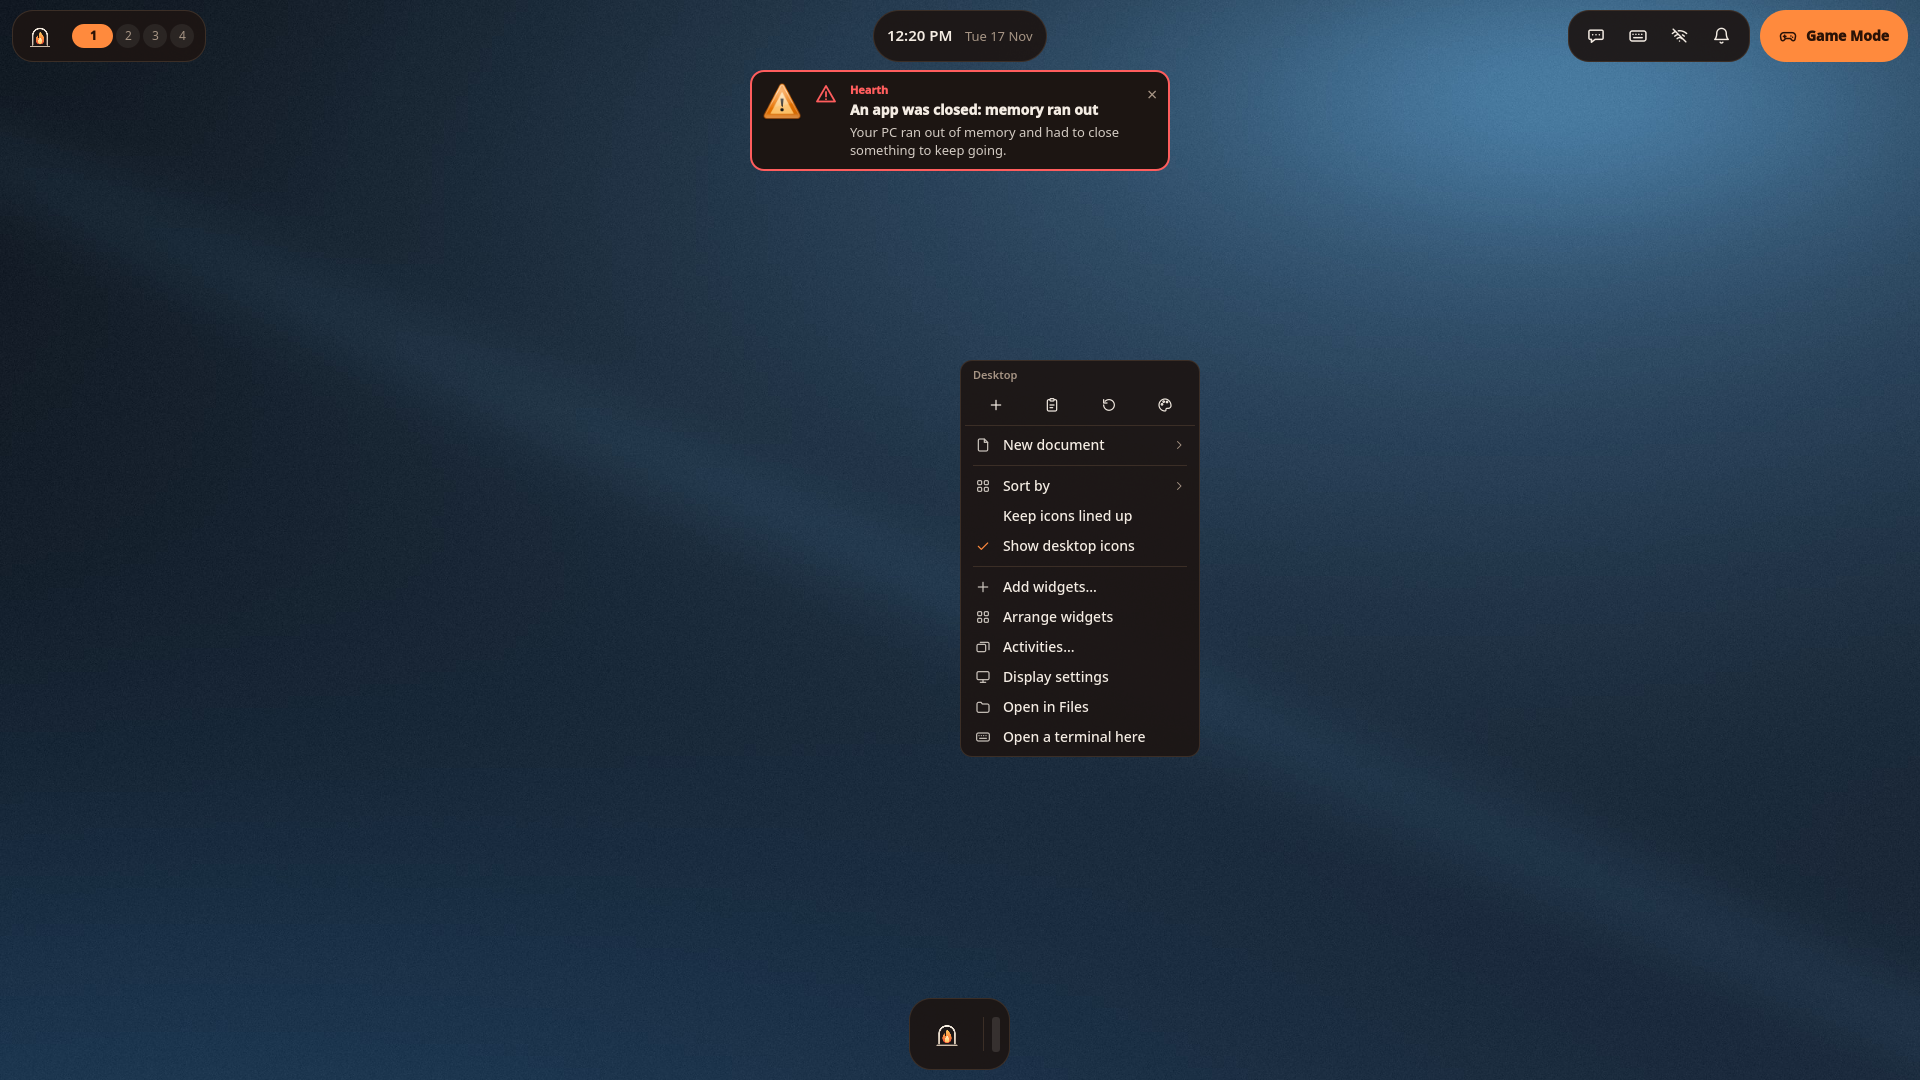 1 2 3 4
12:20 PM Tue 17 Nov
Game Mode
Hearth
An app was closed: memory ran out
Your PC ran out of memory and had to close
something to keep going.
Desktop
New document
Sort by
Keep icons lined up
Show desktop icons
Add widgets...
Arrange widgets
Activities...
Display settings
Open in Files
Open a terminal here